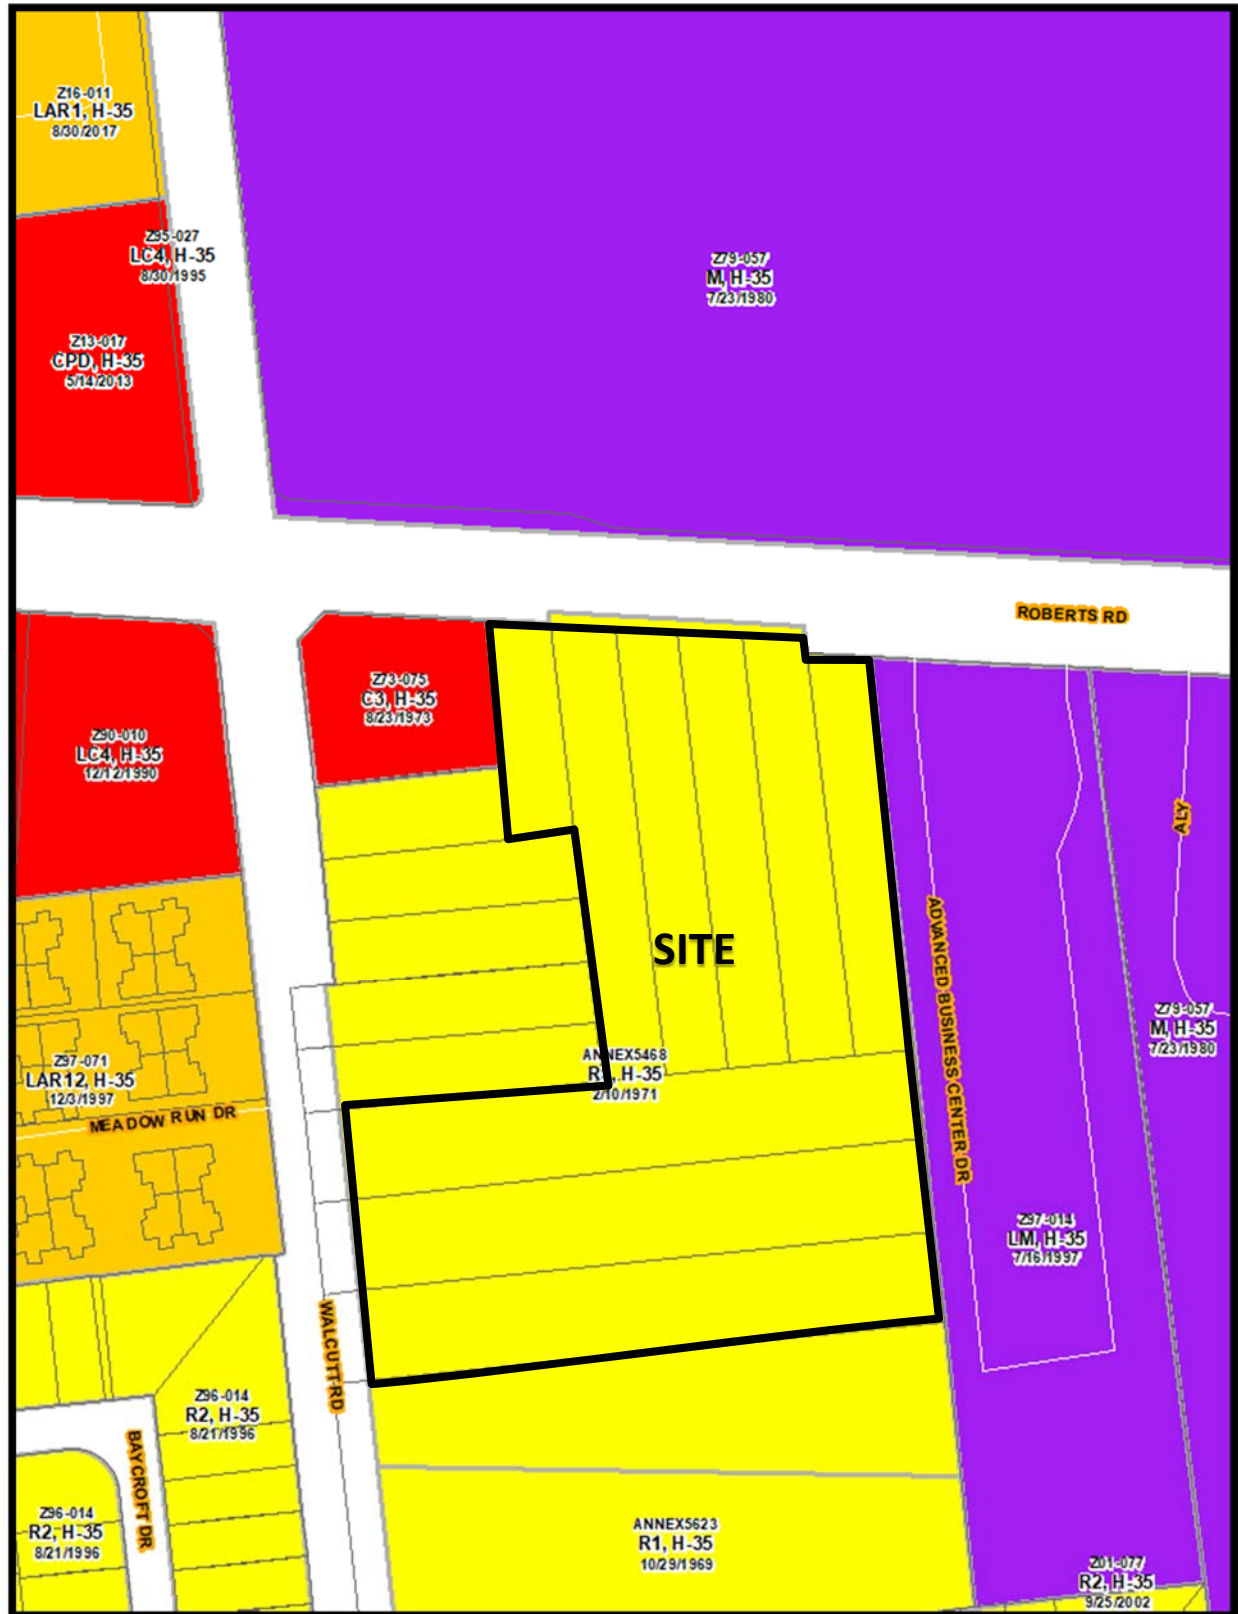 Z16-011
LAR1, H-35
8/30/2017
Z95-027
LC4, H-35
8/30/1995
Z79-057
M, H-35
7/23/1980
Z13-017
CPD, H-35
5/14/2013
ROBERTS RD
Z73-075
C3, H-35
8/23/1973
Z90-010
LC4, H-35
12/12/1990
ALY
SITE
ADVANCED BUSINESS CENTER DR
Z79-057
M, H-35
7/23/1980
ANNEX5468
H-35
2/10/1971
Z97-071
LAR12, H-35
12/3/1997
MEADOW RUN DR
Z97-014
LM, H-35
7/16/1997
WALCUTT RD
Z96-014
R2, H-35
8/21/1996
BAYCROFT DR
Z96-014
R2, H-35
8/21/1996
ANNEX5623
R1, H-35
10/29/1969
Z01-077
R2, H-35
9/25/2002